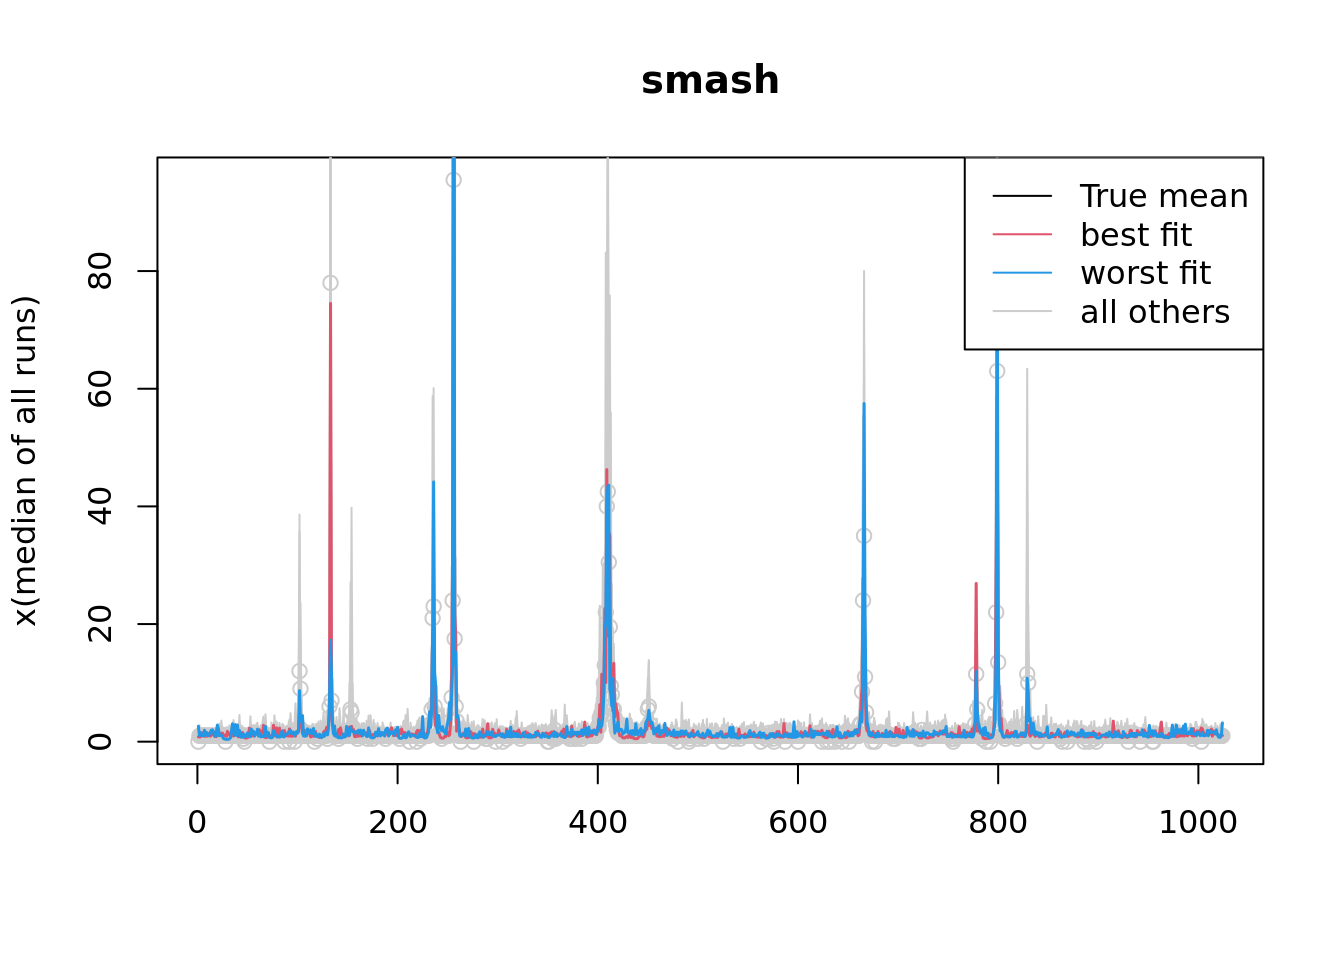 smash
True mean
best fit
worst fit
all others
x(median of all runs)
80
60
40
20
0
0 200 400 600 800 1000